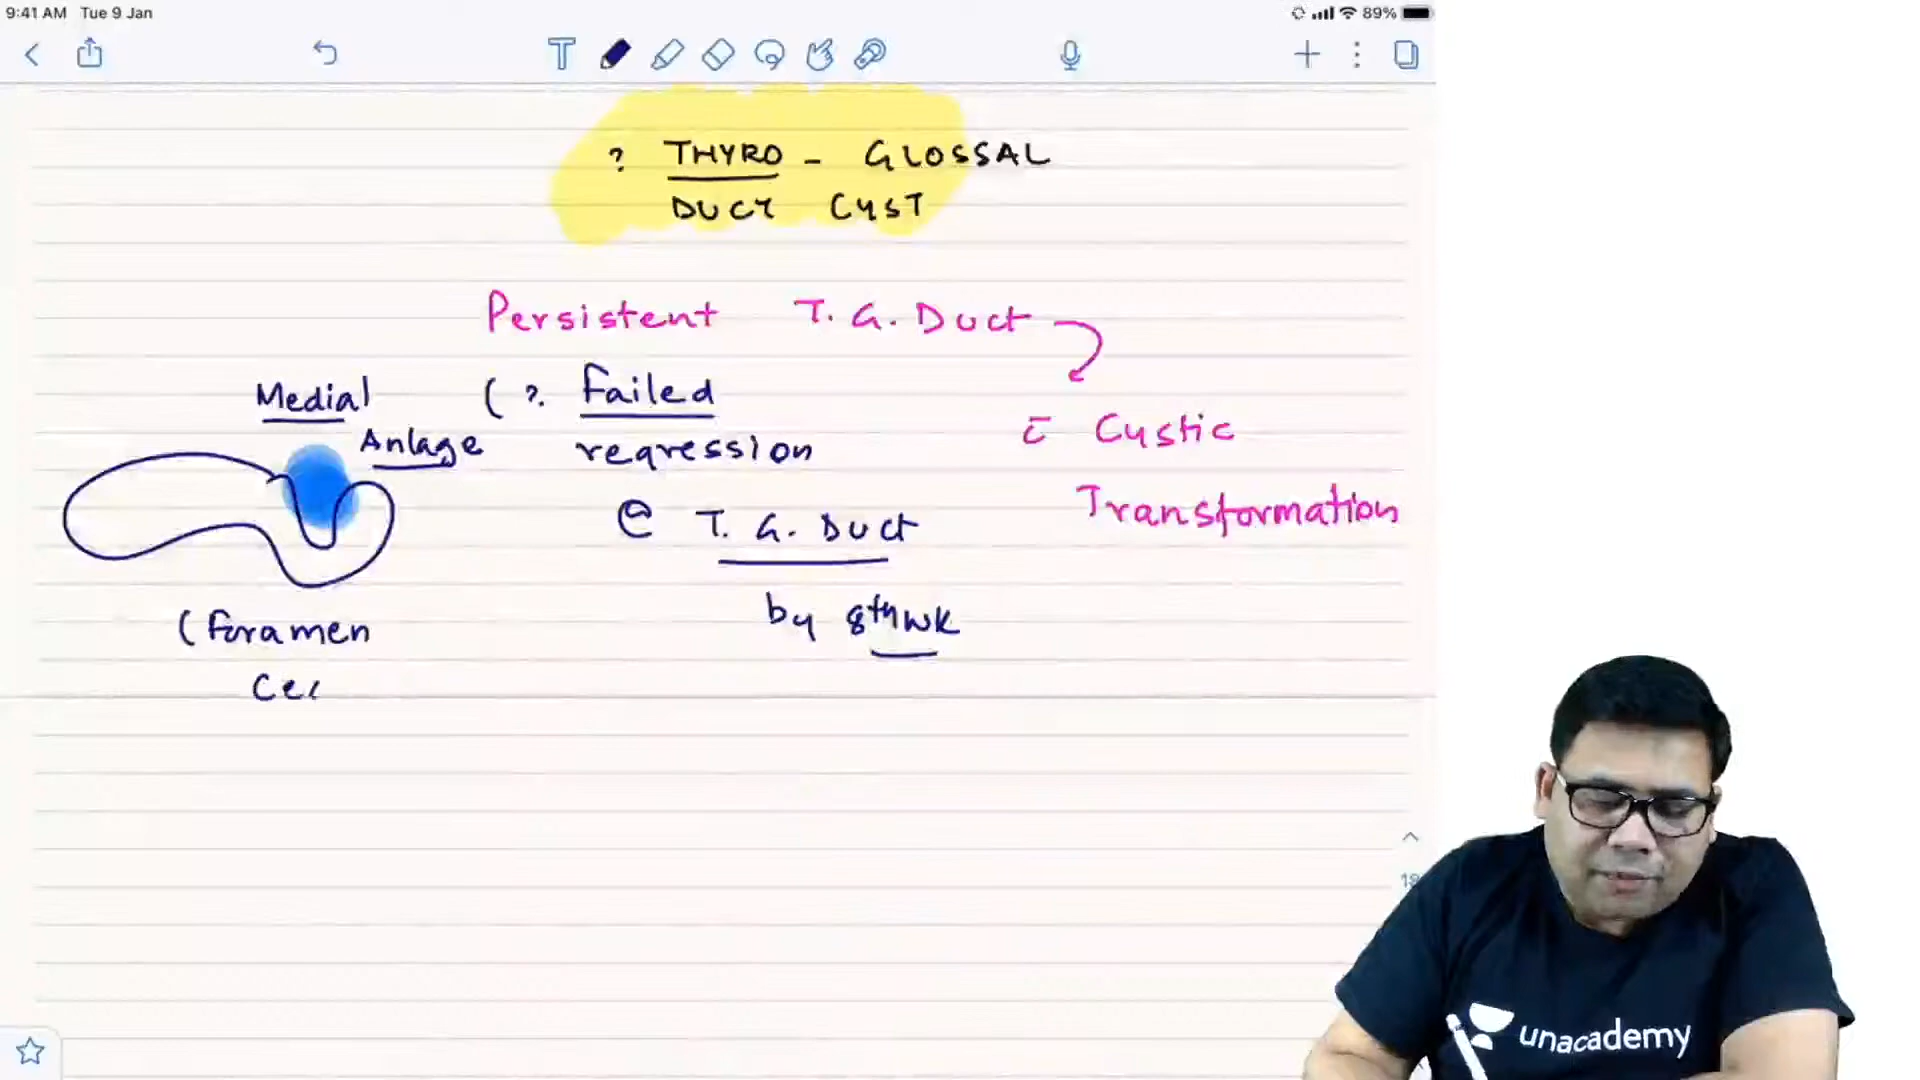 9:41 AM Tue 9 Jan
89%
? THYRO - GLOSSAL
DUCT CYST
Persistent T. G. Duct
Medial
Anlage
( ?. Failed
regression
@ T. G. Duct
by 8th wk
c̄ Cystic
Transformation
(foramen
Cec
18
unacademy